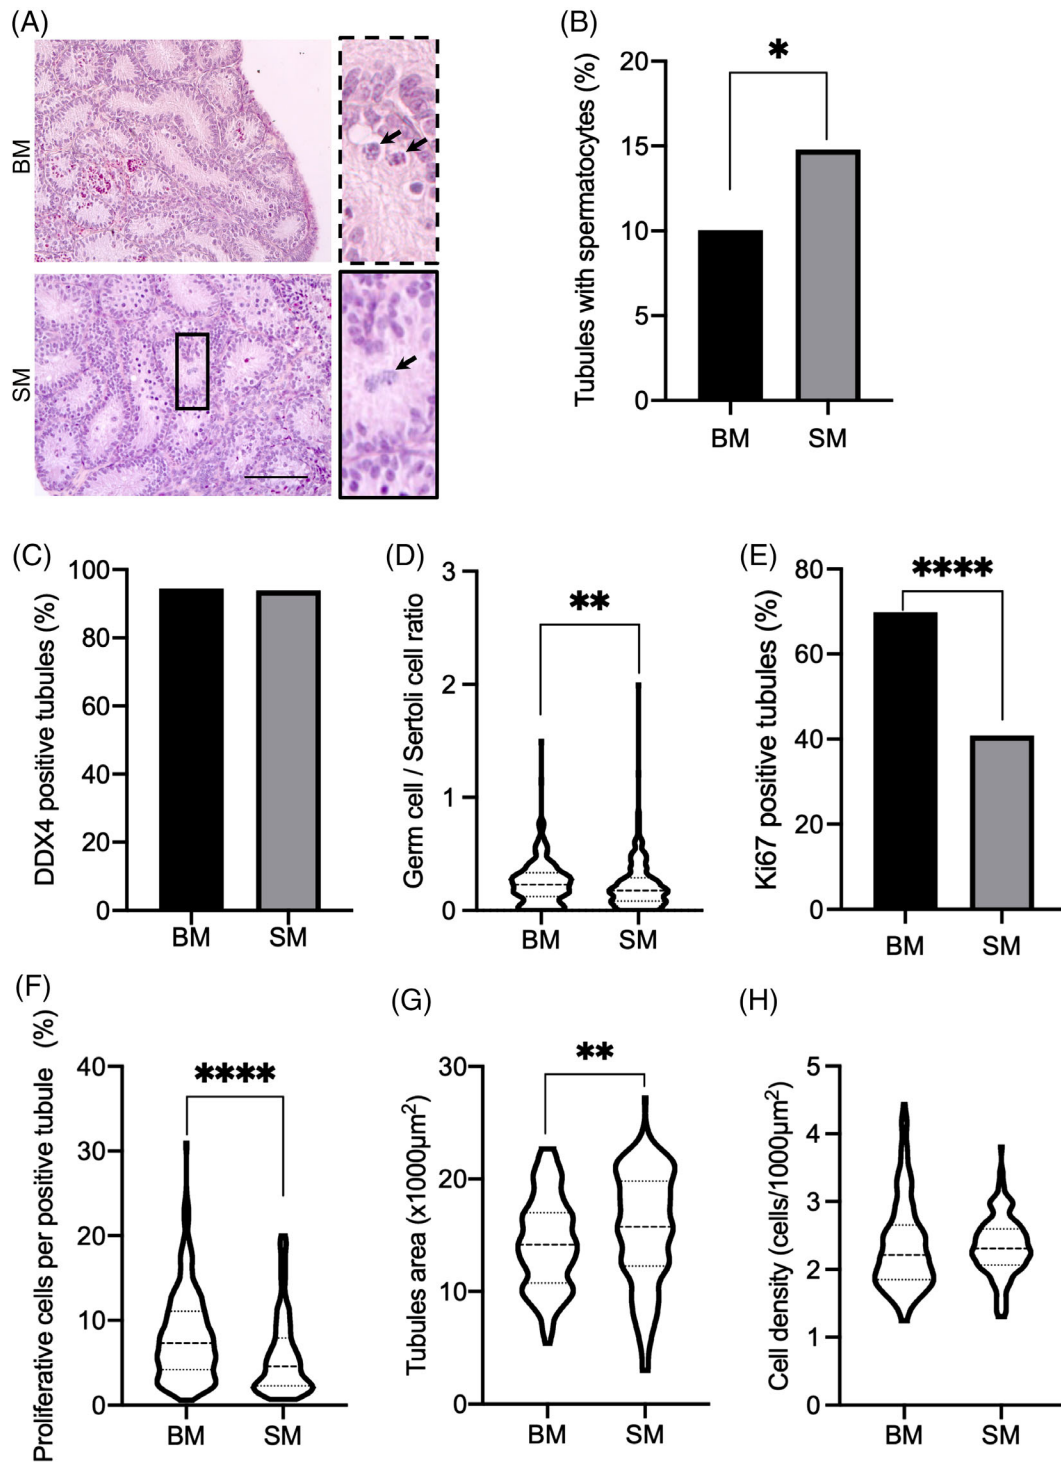 (A)
BM
SM
(B)
Tubules with spermatocytes (%)
20
15
10
5
0
*
BM
SM
(C)
DDX4 positive tubules (%)
100
80
60
40
20
0
BM
SM
(D)
Germ cell / Sertoli cell ratio
3
2
1
0
**
BM
SM
(E)
Ki67 positive tubules (%)
80
60
40
20
0
****
BM
SM
(F)
Proliferative cells per positive tubule (%)
40
30
20
10
0
****
BM
SM
(G)
Tubules area (x1000µm²)
30
20
10
0
**
BM
SM
(H)
Cell density (cells/1000µm²)
5
4
3
2
1
0
BM
SM